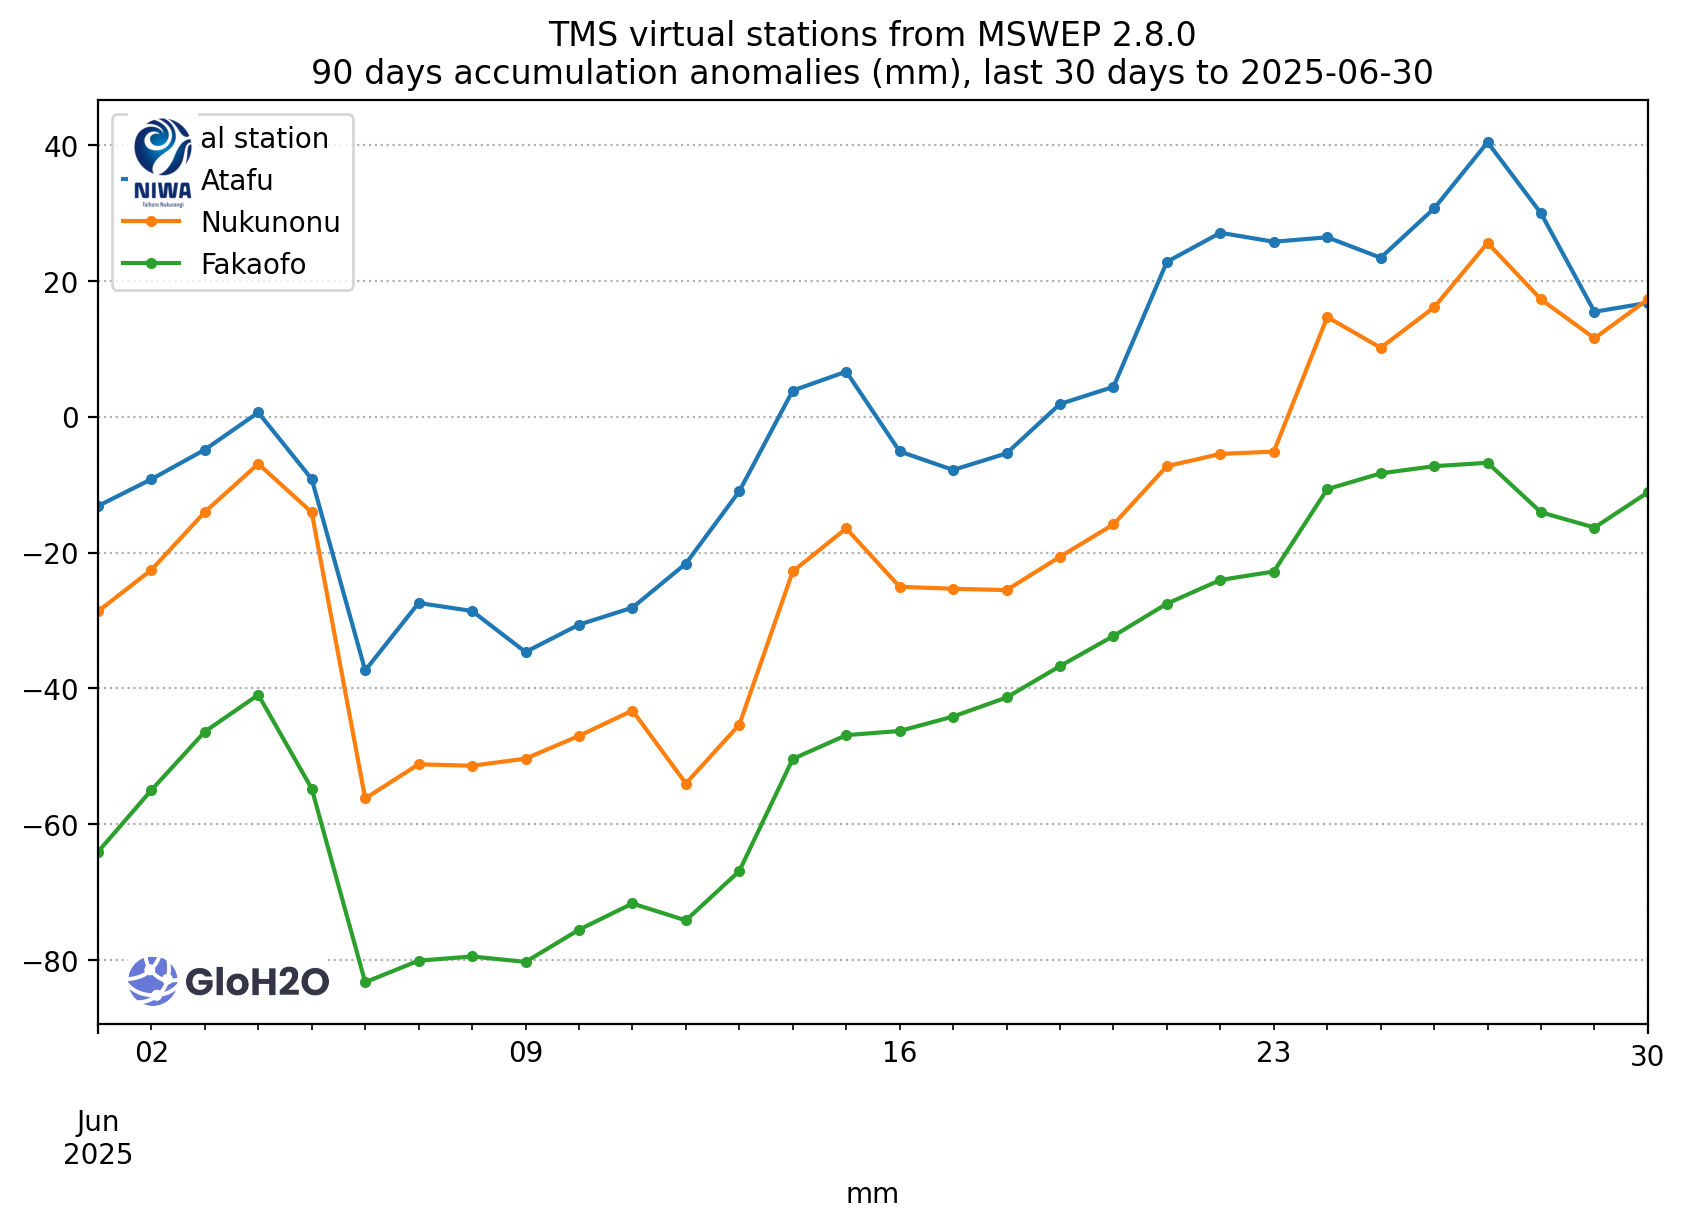 TMS virtual stations from MSWEP 2.8.0
90 days accumulation anomalies (mm), last 30 days to 2025-06-30
al station
Atafu
Nukunonu
Fakaofo
NIWA
Taihoro Nukurangi
40
20
0
−20
−40
−60
−80
GloH2O
02
09
16
23
30
Jun
2025
mm